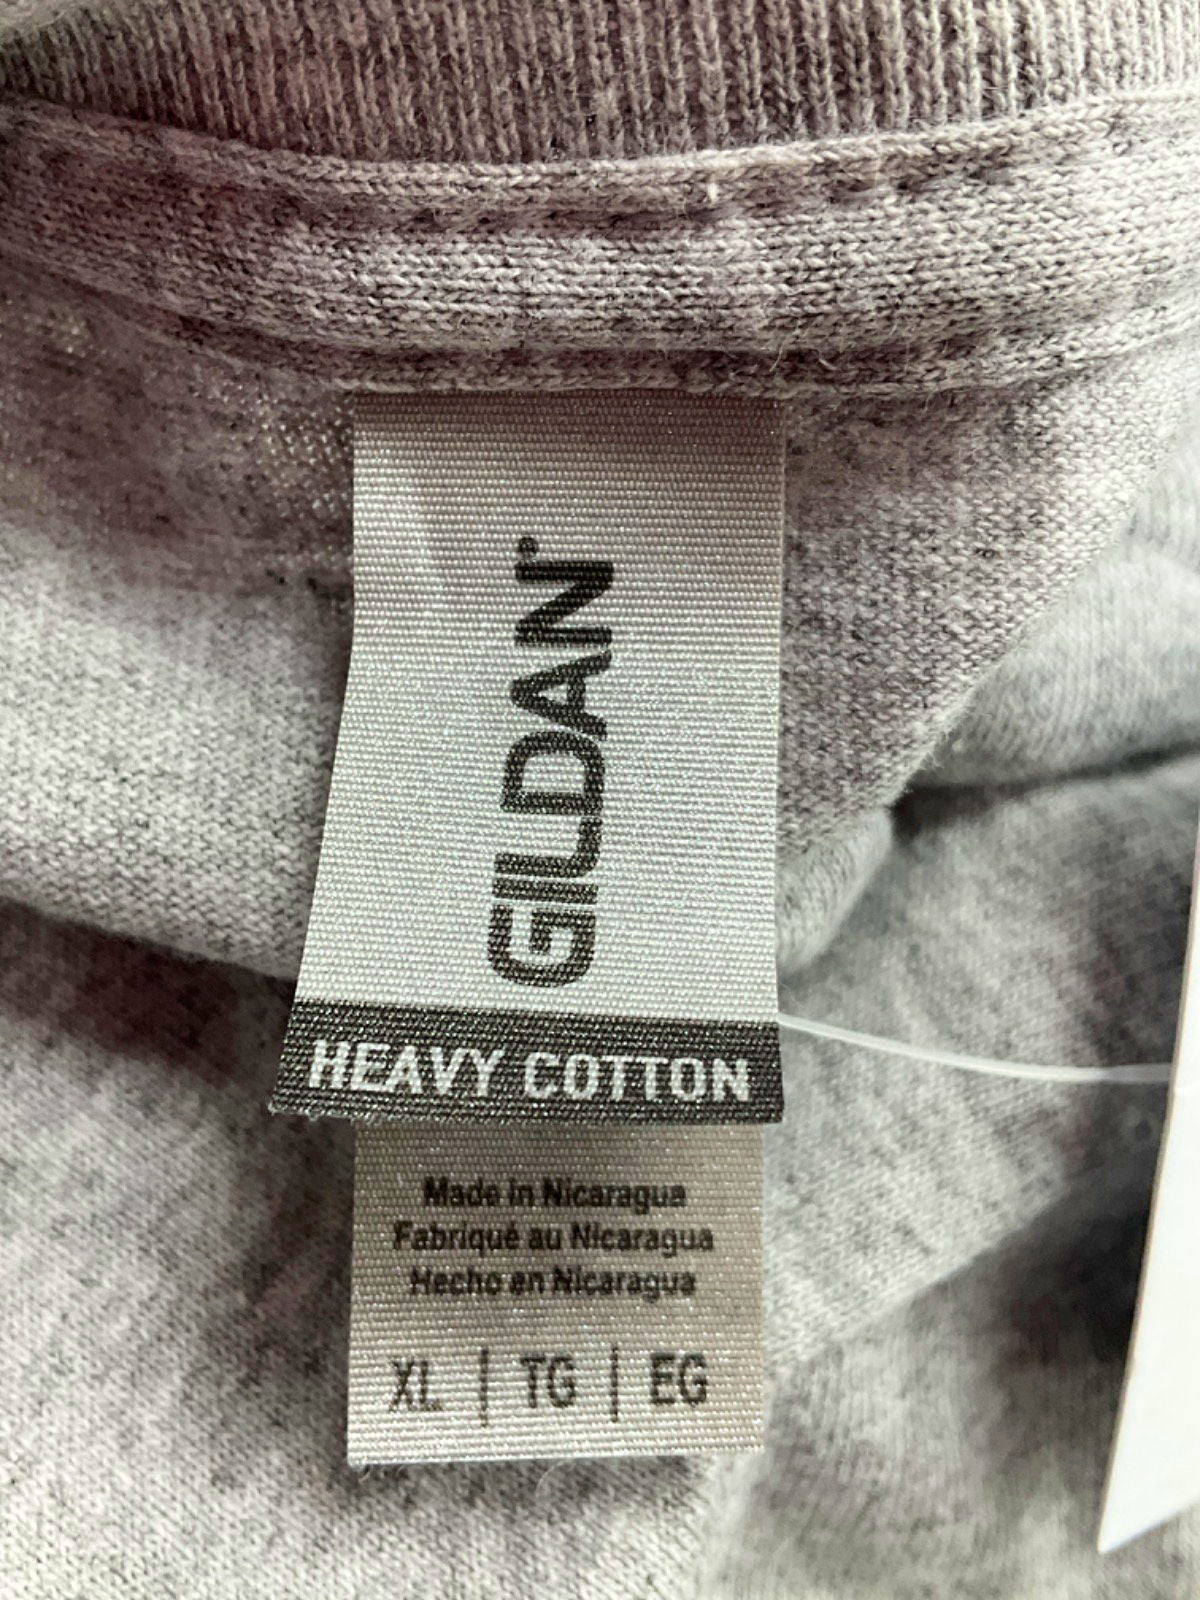 GILDAN®
HEAVY COTTON
Made in Nicaragua
Fabriqué au Nicaragua
Hecho en Nicaragua
XL | TG | EG